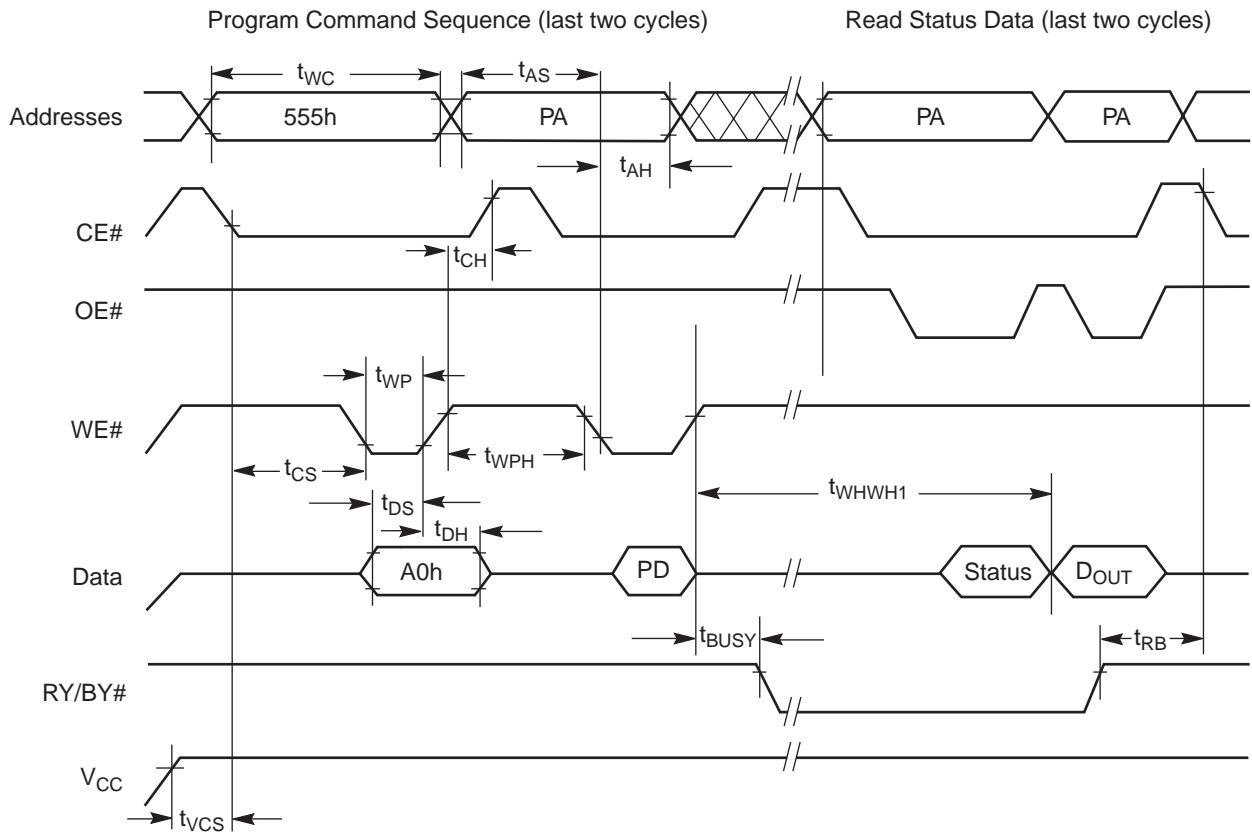 Program Command Sequence (last two cycles) Read Status Data (last two cycles)
tWC tAS
Addresses 555h PA PA PA
tAH
CE#
tCH
OE#
tWP
WE#
tCS tWPH
tWHWH1
tDS
tDH
Data A0h PD Status DOUT
tBUSY tRB
RY/BY#
VCC
tVCS